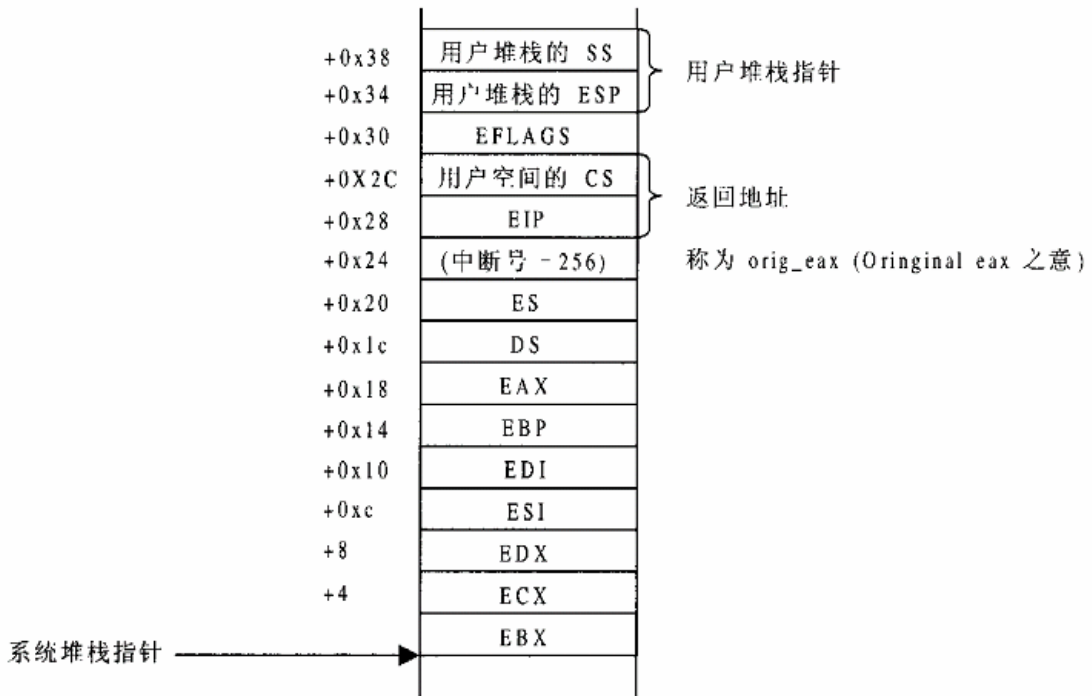 +0x38 用户堆栈的 SS
用户堆栈指针
+0x34 用户堆栈的 ESP
+0x30 EFLAGS
+0X2C 用户空间的 CS
返回地址
+0x28 EIP
+0x24 (中断号 -256) 称为 orig_eax (Oringinal eax 之意)
+0x20 ES
+0x1c DS
+0x18 EAX
+0x14 EBP
+0x10 EDI
+0xc ESI
+8 EDX
+4 ECX
EBX
系统堆栈指针